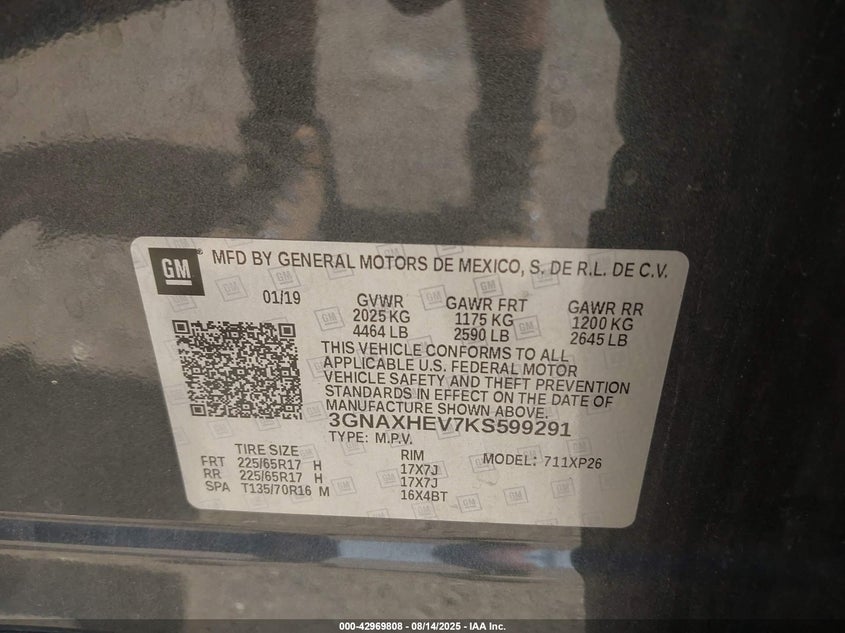 GM
MFD BY GENERAL MOTORS DE MEXICO, S. DE R.L. DE C.V.
01/19
GVWR GAWR FRT GAWR RR
2025 KG 1175 KG 1200 KG
4464 LB 2590 LB 2645 LB
THIS VEHICLE CONFORMS TO ALL
APPLICABLE U.S. FEDERAL MOTOR
VEHICLE SAFETY AND THEFT PREVENTION
STANDARDS IN EFFECT ON THE DATE OF
MANUFACTURE SHOWN ABOVE.
3GNAXHEV7KS599291
TYPE: M.P.V.
TIRE SIZE RIM MODEL: 711XP26
FRT 225/65R17 H 17X7J
RR 225/65R17 H 17X7J
SPA T135/70R16 M 16X4BT
000-42969808 - 08/14/2025 - IAA Inc.